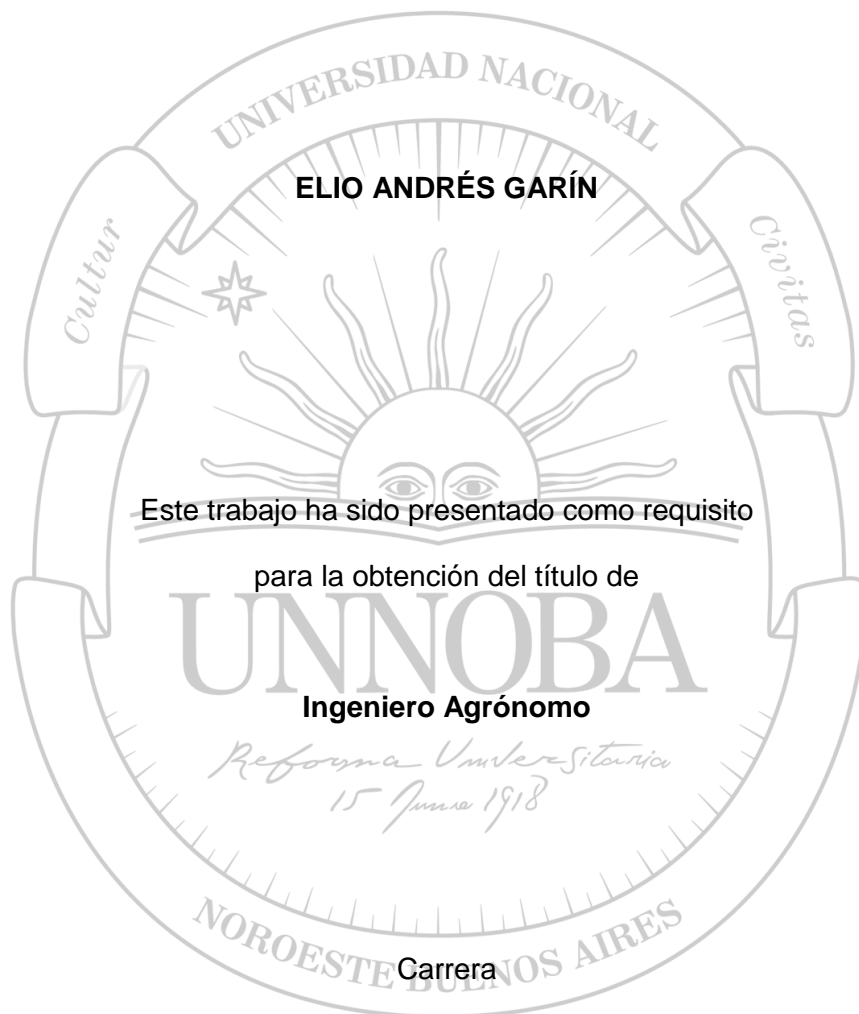 UNIVERSIDAD NACIONAL
ELIO ANDRÉS GARÍN
Cultur
Civitas
Este trabajo ha sido presentado como requisito
para la obtención del título de
UNNOBA
Ingeniero Agrónomo
Reforma Universitaria
15 Junio 1918
NOROESTE BUENOS AIRES
Carrera